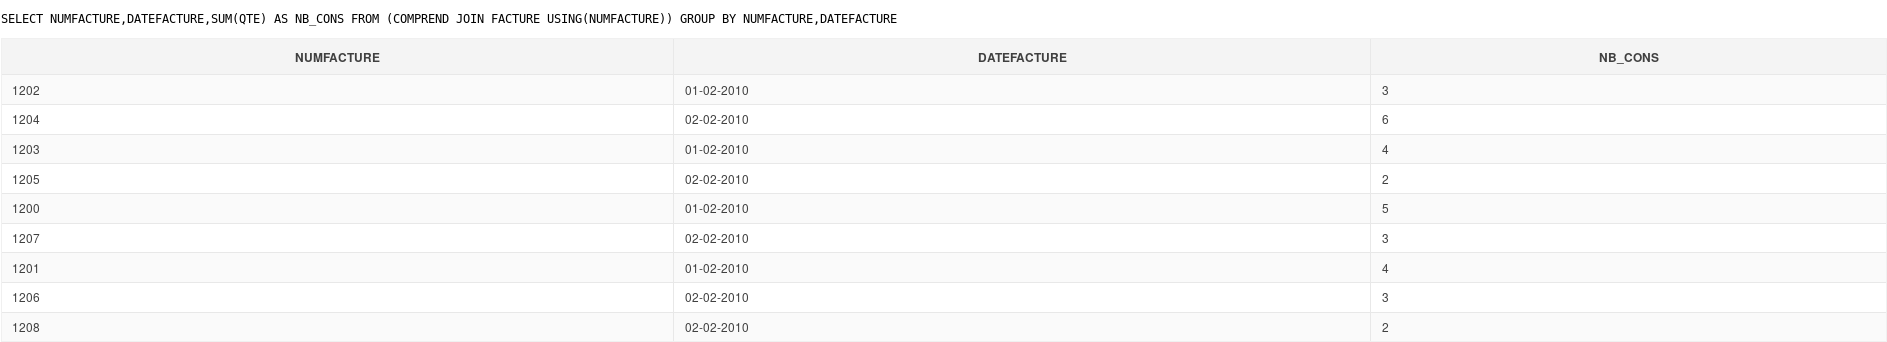 SELECT NUMFACTURE,DATEFACTURE,SUM(QTE) AS NB_CONS FROM (COMPREND JOIN FACTURE USING(NUMFACTURE)) GROUP BY NUMFACTURE,DATEFACTURE
NUMFACTURE DATEFACTURE NB_CONS
1202 01-02-2010 3
1204 02-02-2010 6
1203 01-02-2010 4
1205 02-02-2010 2
1200 01-02-2010 5
1207 02-02-2010 3
1201 01-02-2010 4
1206 02-02-2010 3
1208 02-02-2010 2